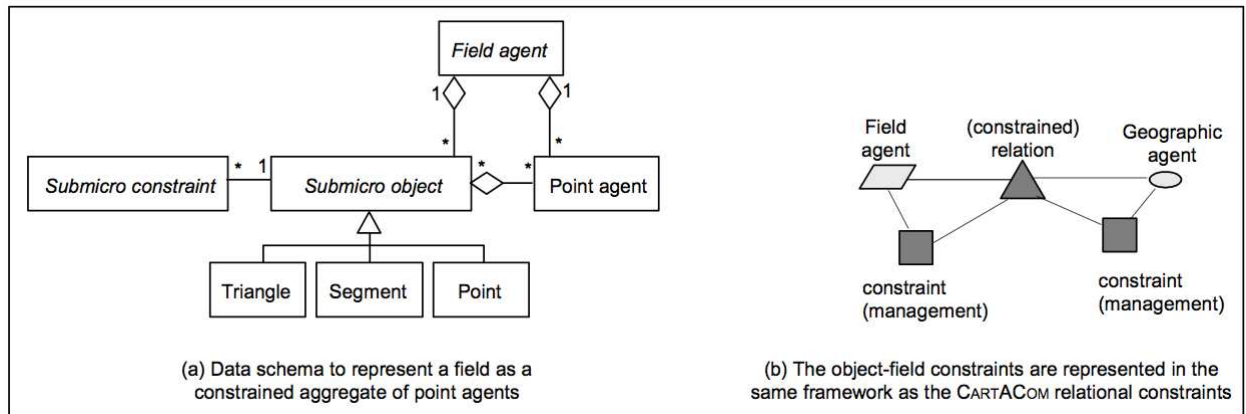 Field agent
1
1
*
*
Submicro constraint
*
1
Submicro object
*
*
Point agent
Triangle
Segment
Point
(a) Data schema to represent a field as a
constrained aggregate of point agents
Field
agent
(constrained)
relation
Geographic
agent
constraint
(management)
constraint
(management)
(b) The object-field constraints are represented in the
same framework as the CARTACOM relational constraints